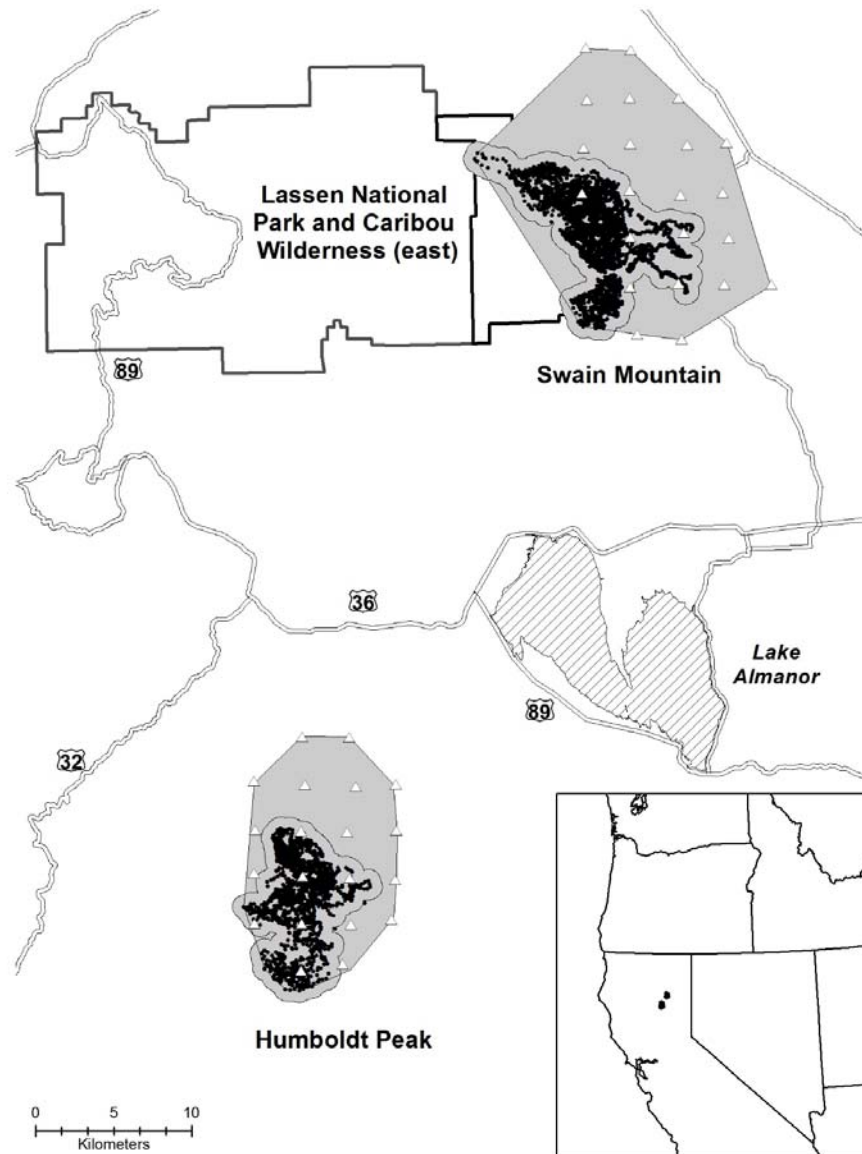 Lassen National
Park and Caribou
Wilderness (east)
89
Swain Mountain
36
Lake
Almanor
89
32
Humboldt Peak
0 5 10
Kilometers